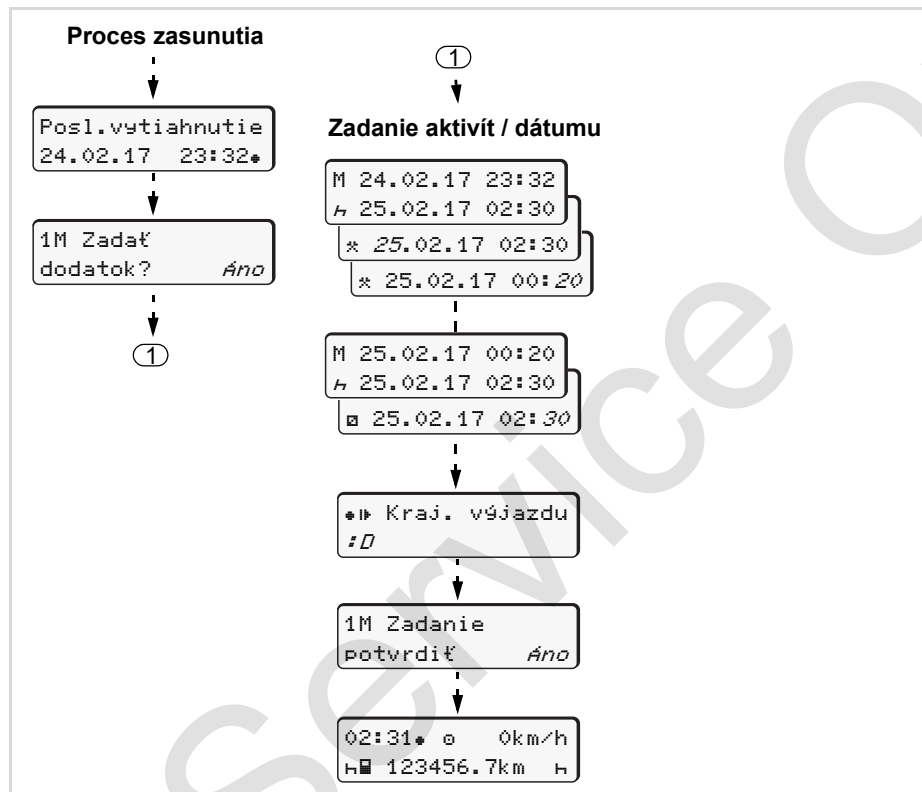 Proces zasunutia
Posl.vytiahnutie
24.02.17 23:32
1M Zadať
dodatok? Áno
1
1
Zadanie aktivít / dátumu
M 24.02.17 23:32
25.02.17 02:30
25.02.17 02:30
25.02.17 00:20
M 25.02.17 00:20
25.02.17 02:30
25.02.17 02:30
Kraj. výjazdu
:D
1M Zadanie
potvrdiť Áno
02:31 0km/h
123456.7km
Service O